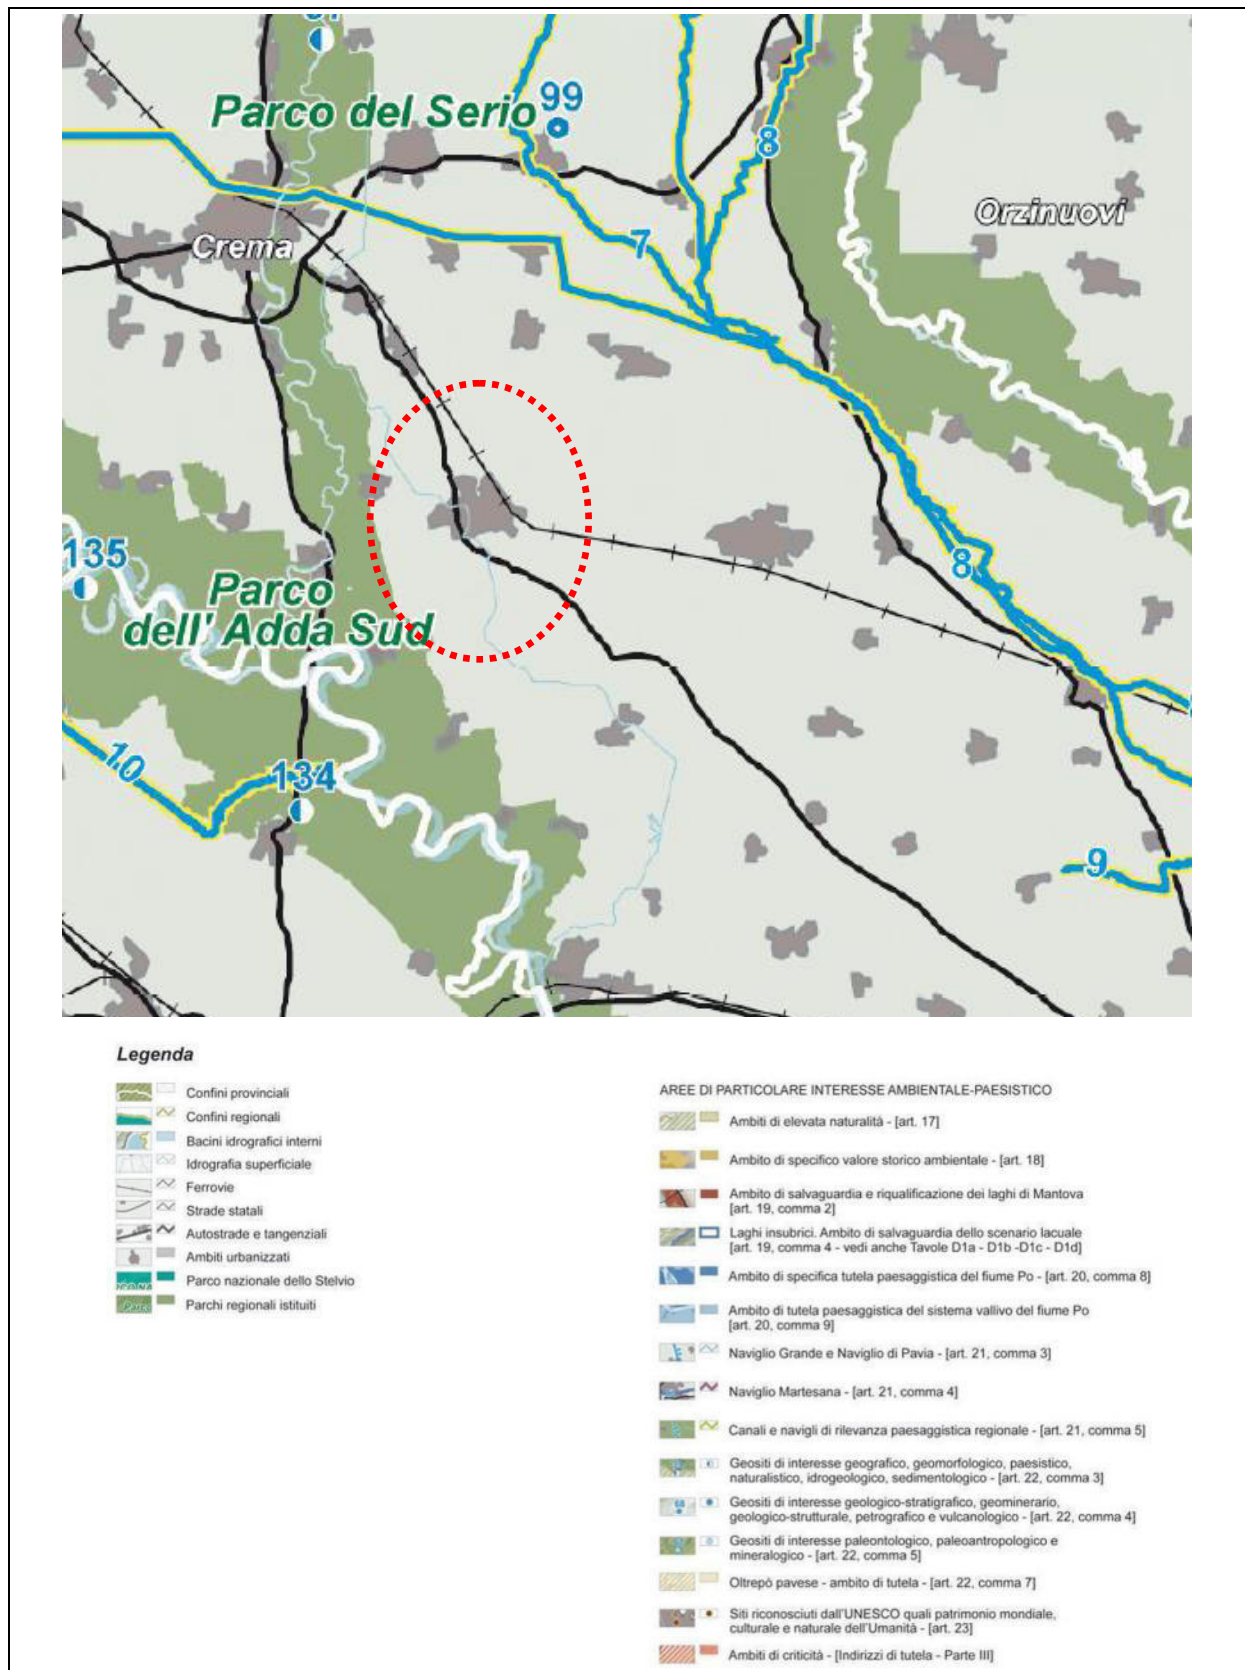 Parco del Serio
99
8
Orzinuovi
Crema
7
135
8
Parco
dell' Adda Sud
10
134
9
Legenda
Confini provinciali
Confini regionali
Bacini idrografici interni
Idrografia superficiale
Ferrovie
Strade statali
Autostrade e tangenziali
Ambiti urbanizzati
Parco nazionale dello Stelvio
Parchi regionali istituiti
AREE DI PARTICOLARE INTERESSE AMBIENTALE-PAESISTICO
Ambiti di elevata naturalità - [art. 17]
Ambito di specifico valore storico ambientale - [art. 18]
Ambito di salvaguardia e riqualificazione dei laghi di Mantova
[art. 19, comma 2]
Laghi insubrici. Ambito di salvaguardia dello scenario lacuale
[art. 19, comma 4 - vedi anche Tavole D1a - D1b -D1c - D1d]
Ambito di specifica tutela paesaggistica del fiume Po - [art. 20, comma 8]
Ambito di tutela paesaggistica del sistema vallivo del fiume Po
[art. 20, comma 9]
Naviglio Grande e Naviglio di Pavia - [art. 21, comma 3]
Naviglio Martesana - [art. 21, comma 4]
Canali e navigli di rilevanza paesaggistica regionale - [art. 21, comma 5]
Geositi di interesse geografico, geomorfologico, paesistico,
naturalistico, idrogeologico, sedimentologico - [art. 22, comma 3]
Geositi di interesse geologico-stratigrafico, geominerario,
geologico-strutturale, petrografico e vulcanologico - [art. 22, comma 4]
Geositi di interesse paleontologico, paleoantropologico e
mineralogico - [art. 22, comma 5]
Oltrepò pavese - ambito di tutela - [art. 22, comma 7]
Siti riconosciuti dall'UNESCO quali patrimonio mondiale,
culturale e naturale dell'Umanità - [art. 23]
Ambiti di criticità - [Indirizzi di tutela - Parte III]